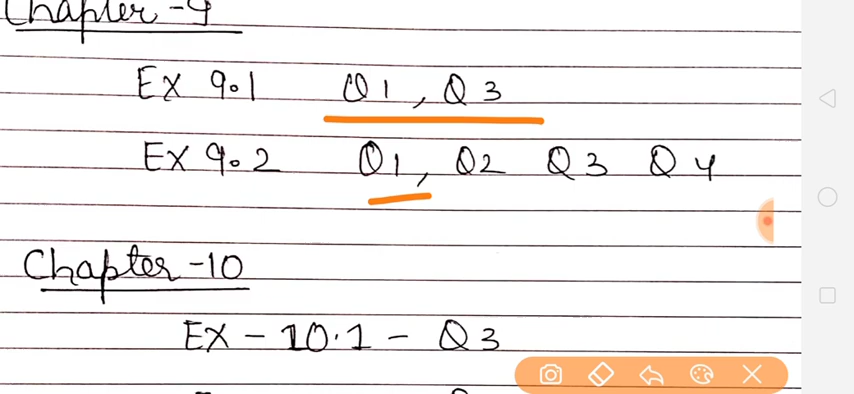 Chapter -9
Ex 9.1 Q1, Q3
Ex 9.2 Q1, Q2 Q3 Q4
Chapter -10
Ex - 10.1 - Q3